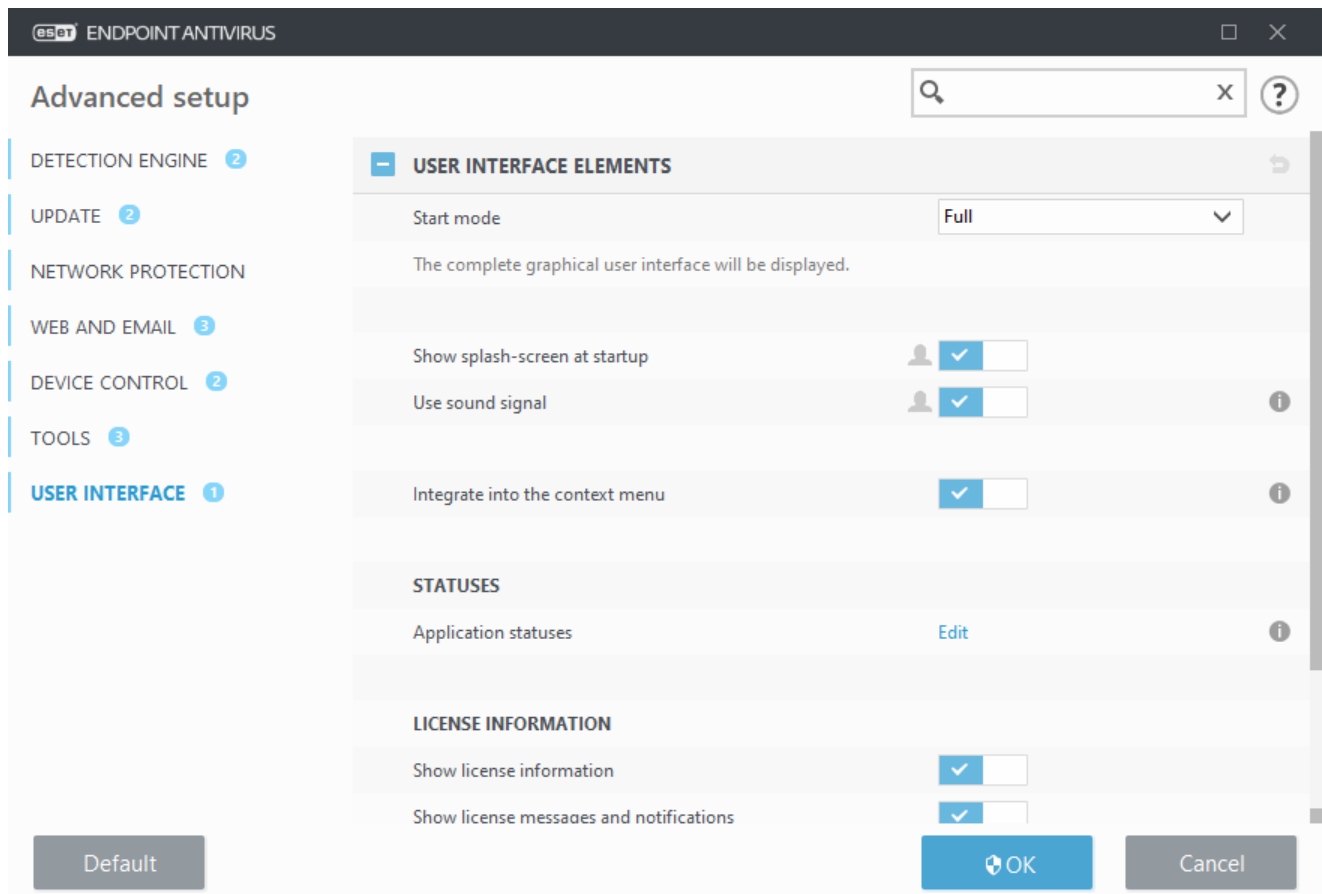 eset ENDPOINT ANTIVIRUS
Advanced setup
x
?
DETECTION ENGINE 2
UPDATE 2
NETWORK PROTECTION
WEB AND EMAIL 3
DEVICE CONTROL 2
TOOLS 3
USER INTERFACE 1
USER INTERFACE ELEMENTS
Start mode Full
The complete graphical user interface will be displayed.
Show splash-screen at startup
Use sound signal i
Integrate into the context menu i
STATUSES
Application statuses Edit i
LICENSE INFORMATION
Show license information
Show license messages and notifications
Default OK Cancel